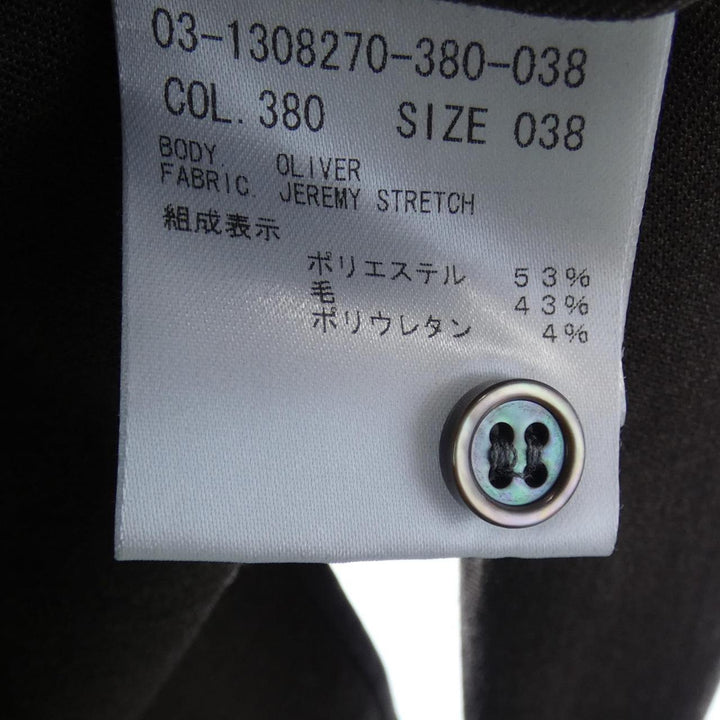 03-1308270-380-038
COL. 380 SIZE 038
BODY. OLIVER
FABRIC. JEREMY STRETCH
組成表示
ポリエステル 53%
毛 43%
ポリウレタン 4%